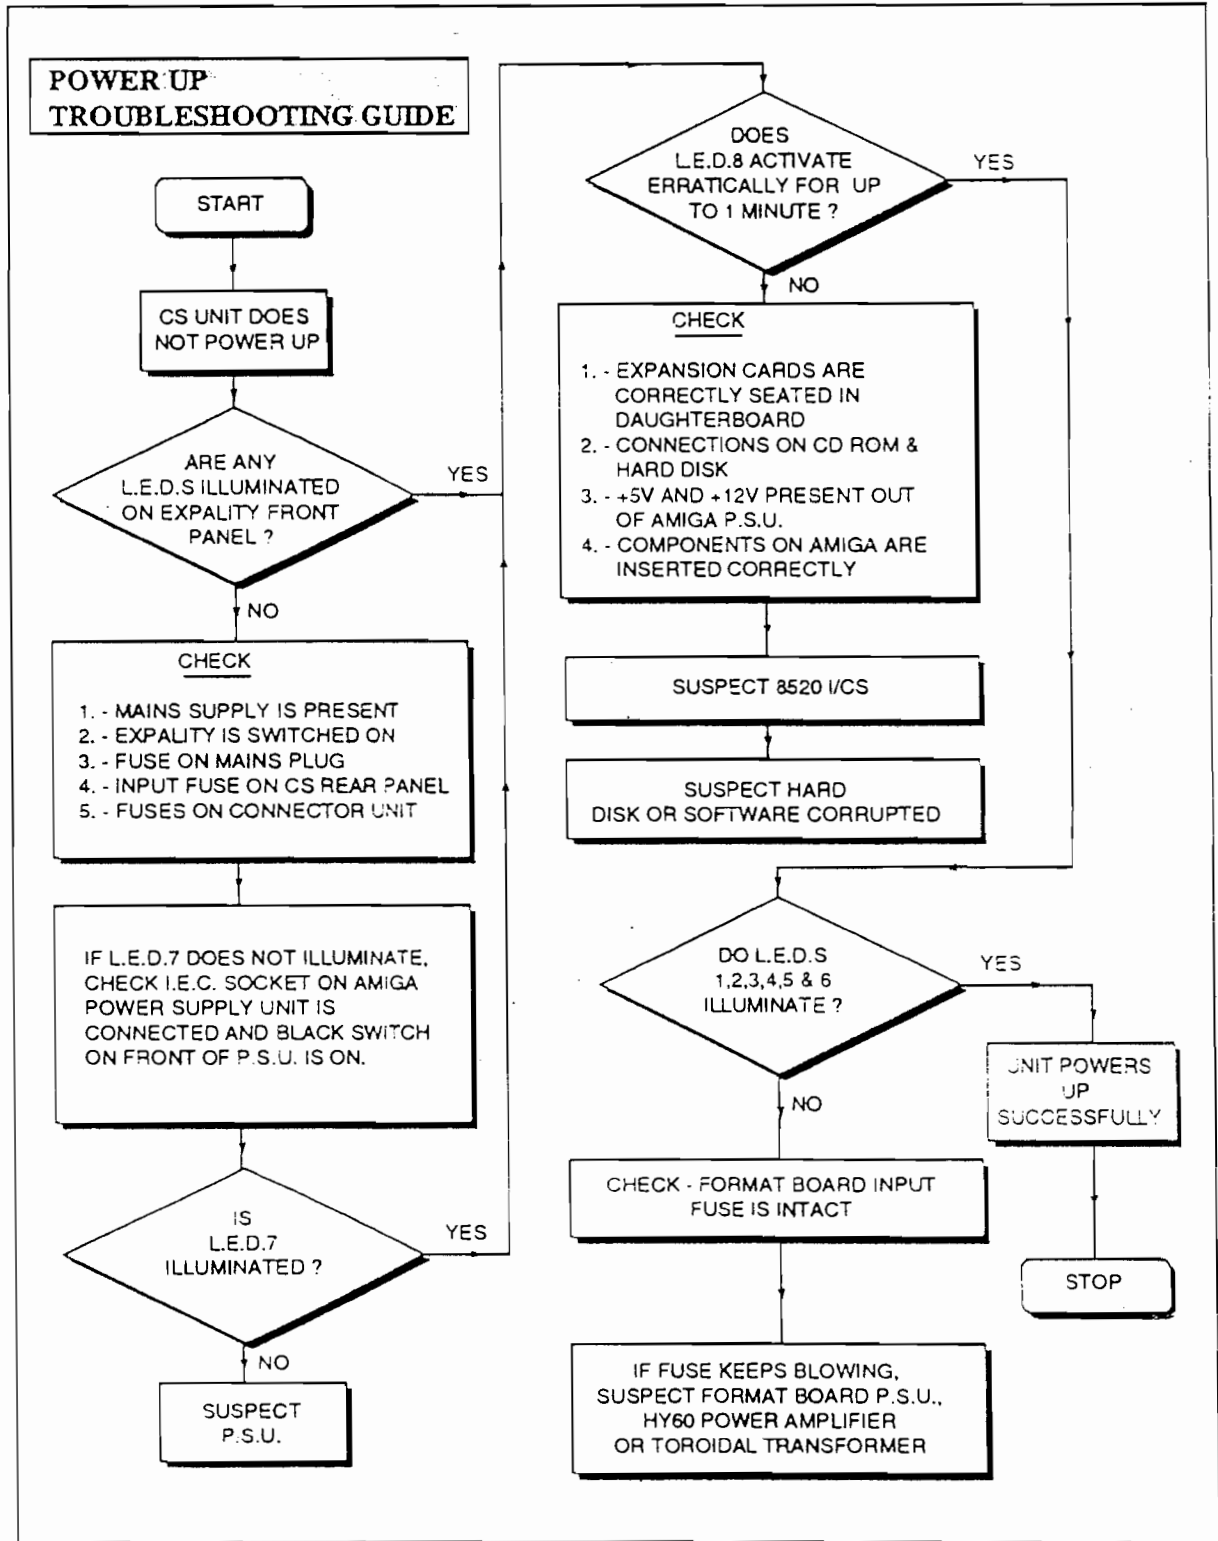 POWER UP
TROUBLESHOOTING GUIDE
START
CS UNIT DOES
NOT POWER UP
ARE ANY
L.E.D.S ILLUMINATED
ON EXPALITY FRONT
PANEL ?
YES
NO
CHECK
1. - MAINS SUPPLY IS PRESENT
2. - EXPALITY IS SWITCHED ON
3. - FUSE ON MAINS PLUG
4. - INPUT FUSE ON CS REAR PANEL
5. - FUSES ON CONNECTOR UNIT
IF L.E.D.7 DOES NOT ILLUMINATE,
CHECK I.E.C. SOCKET ON AMIGA
POWER SUPPLY UNIT IS
CONNECTED AND BLACK SWITCH
ON FRONT OF P.S.U. IS ON.
IS
L.E.D.7
ILLUMINATED ?
YES
NO
SUSPECT
P.S.U.
DOES
L.E.D.8 ACTIVATE
ERRATICALLY FOR UP
TO 1 MINUTE ?
YES
NO
CHECK
1. - EXPANSION CARDS ARE
CORRECTLY SEATED IN
DAUGHTERBOARD
2. - CONNECTIONS ON CD ROM &
HARD DISK
3. - +5V AND +12V PRESENT OUT
OF AMIGA P.S.U.
4. - COMPONENTS ON AMIGA ARE
INSERTED CORRECTLY
SUSPECT 8520 I/CS
SUSPECT HARD
DISK OR SOFTWARE CORRUPTED
DO L.E.D.S
1,2,3,4,5 & 6
ILLUMINATE ?
YES
NO
UNIT POWERS
UP
SUCCESSFULLY
STOP
CHECK - FORMAT BOARD INPUT
FUSE IS INTACT
IF FUSE KEEPS BLOWING,
SUSPECT FORMAT BOARD P.S.U.,
HY60 POWER AMPLIFIER
OR TOROIDAL TRANSFORMER